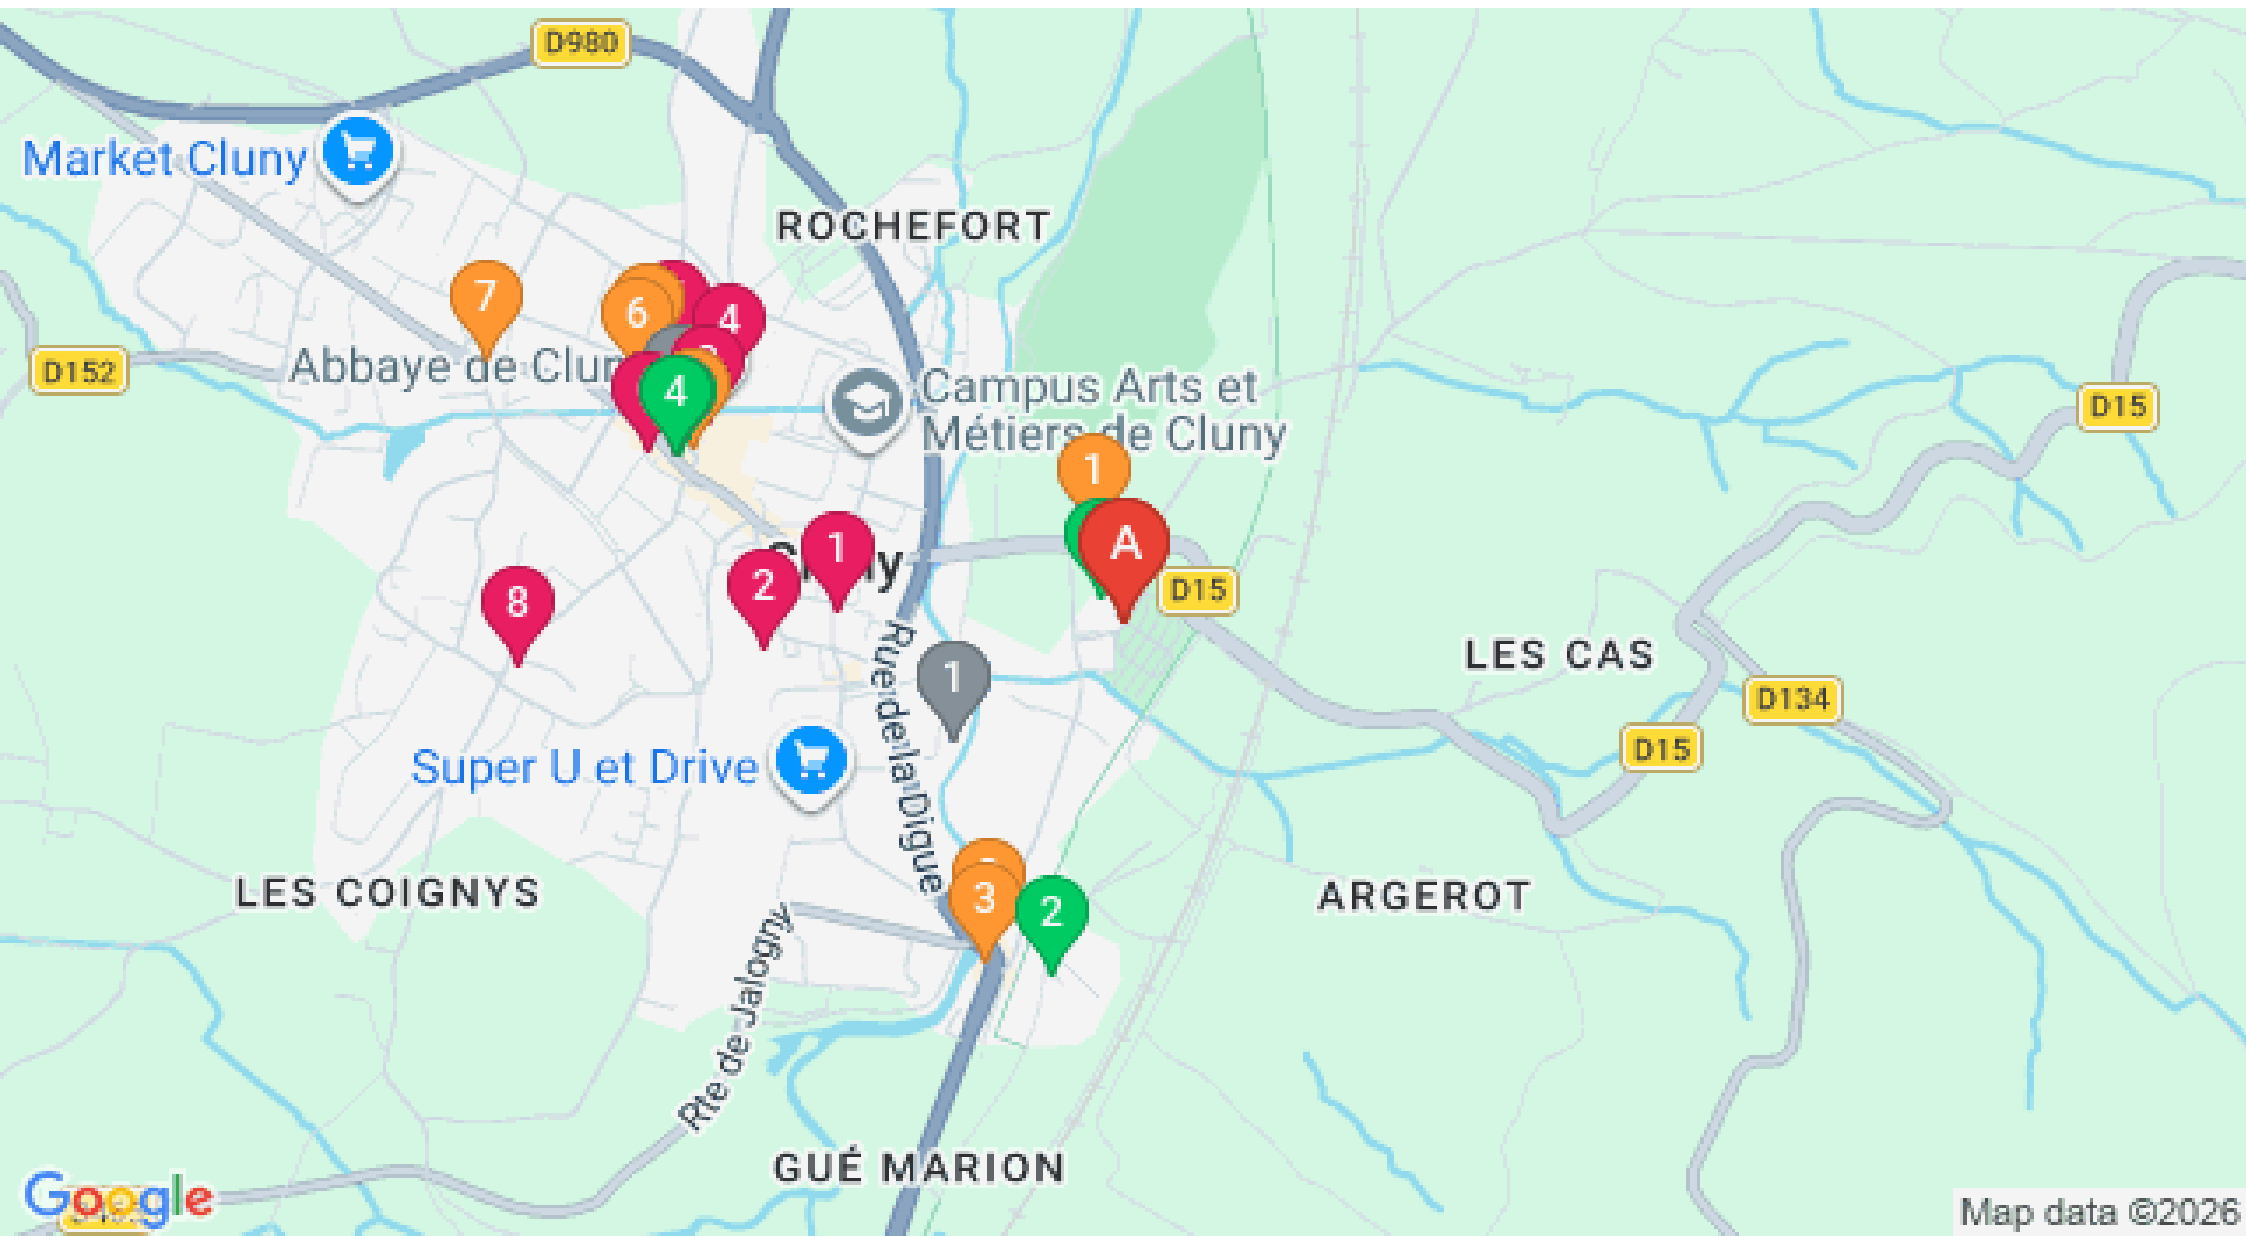 D980
Market Cluny
ROCHEFORT
7
6
4
Abbaye de Clun
D152
4
Campus Arts et
Métiers de Cluny
D15
1
A
1
2
8
D15
Rue de la Digue
1
LES CAS
D134
D15
Super U et Drive
LES COIGNYS
3
2
ARGEROT
Rte de Jalogny
GUÉ MARION
Google
Map data ©2026